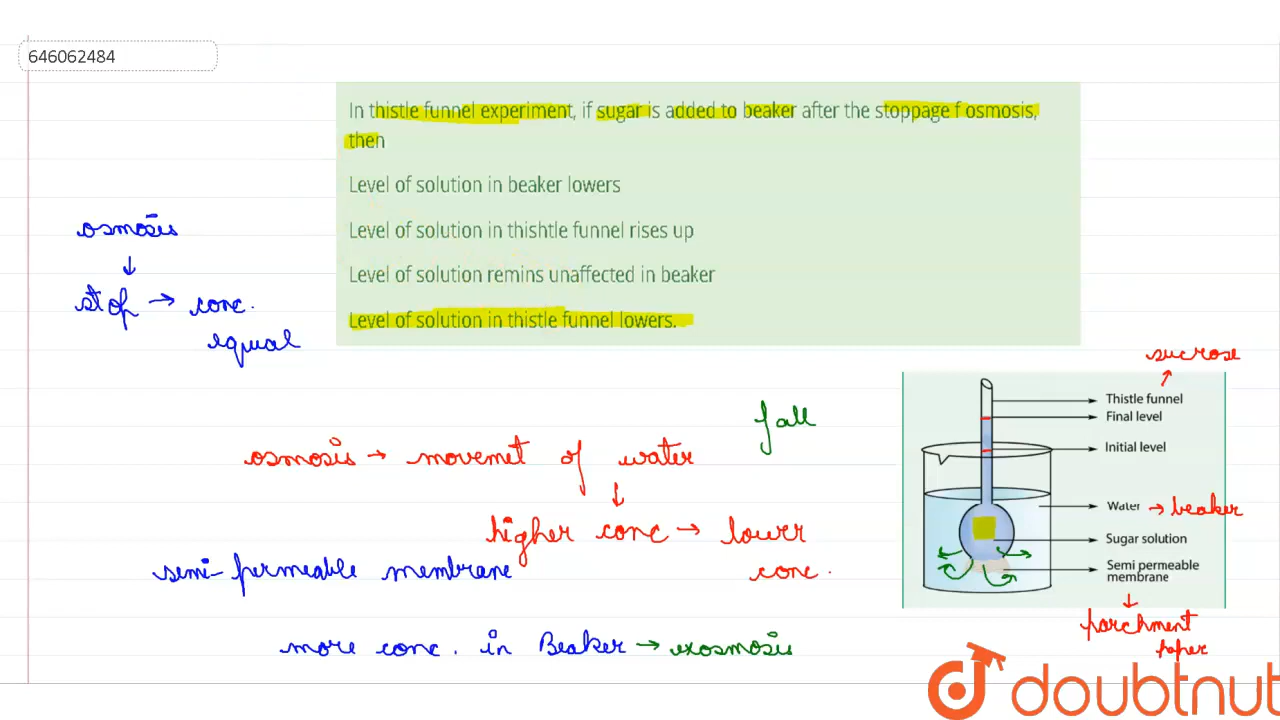 646062484
In thistle funnel experiment, if sugar is added to beaker after the stoppage f osmosis,
then
Level of solution in beaker lowers
Level of solution in thishtle funnel rises up
Level of solution remins unaffected in beaker
Level of solution in thistle funnel lowers.
osmosis
↓
stop → conc.
equal
fall
osmosis → movemet of water
↓
higher conc → lower
conc.
semi-permeable membrane
more conc. in Beaker → exosmosis
sucrose
Thistle funnel
Final level
Initial level
Water → beaker
Sugar solution
Semi permeable
membrane
↓
parchment
paper
doubtnut